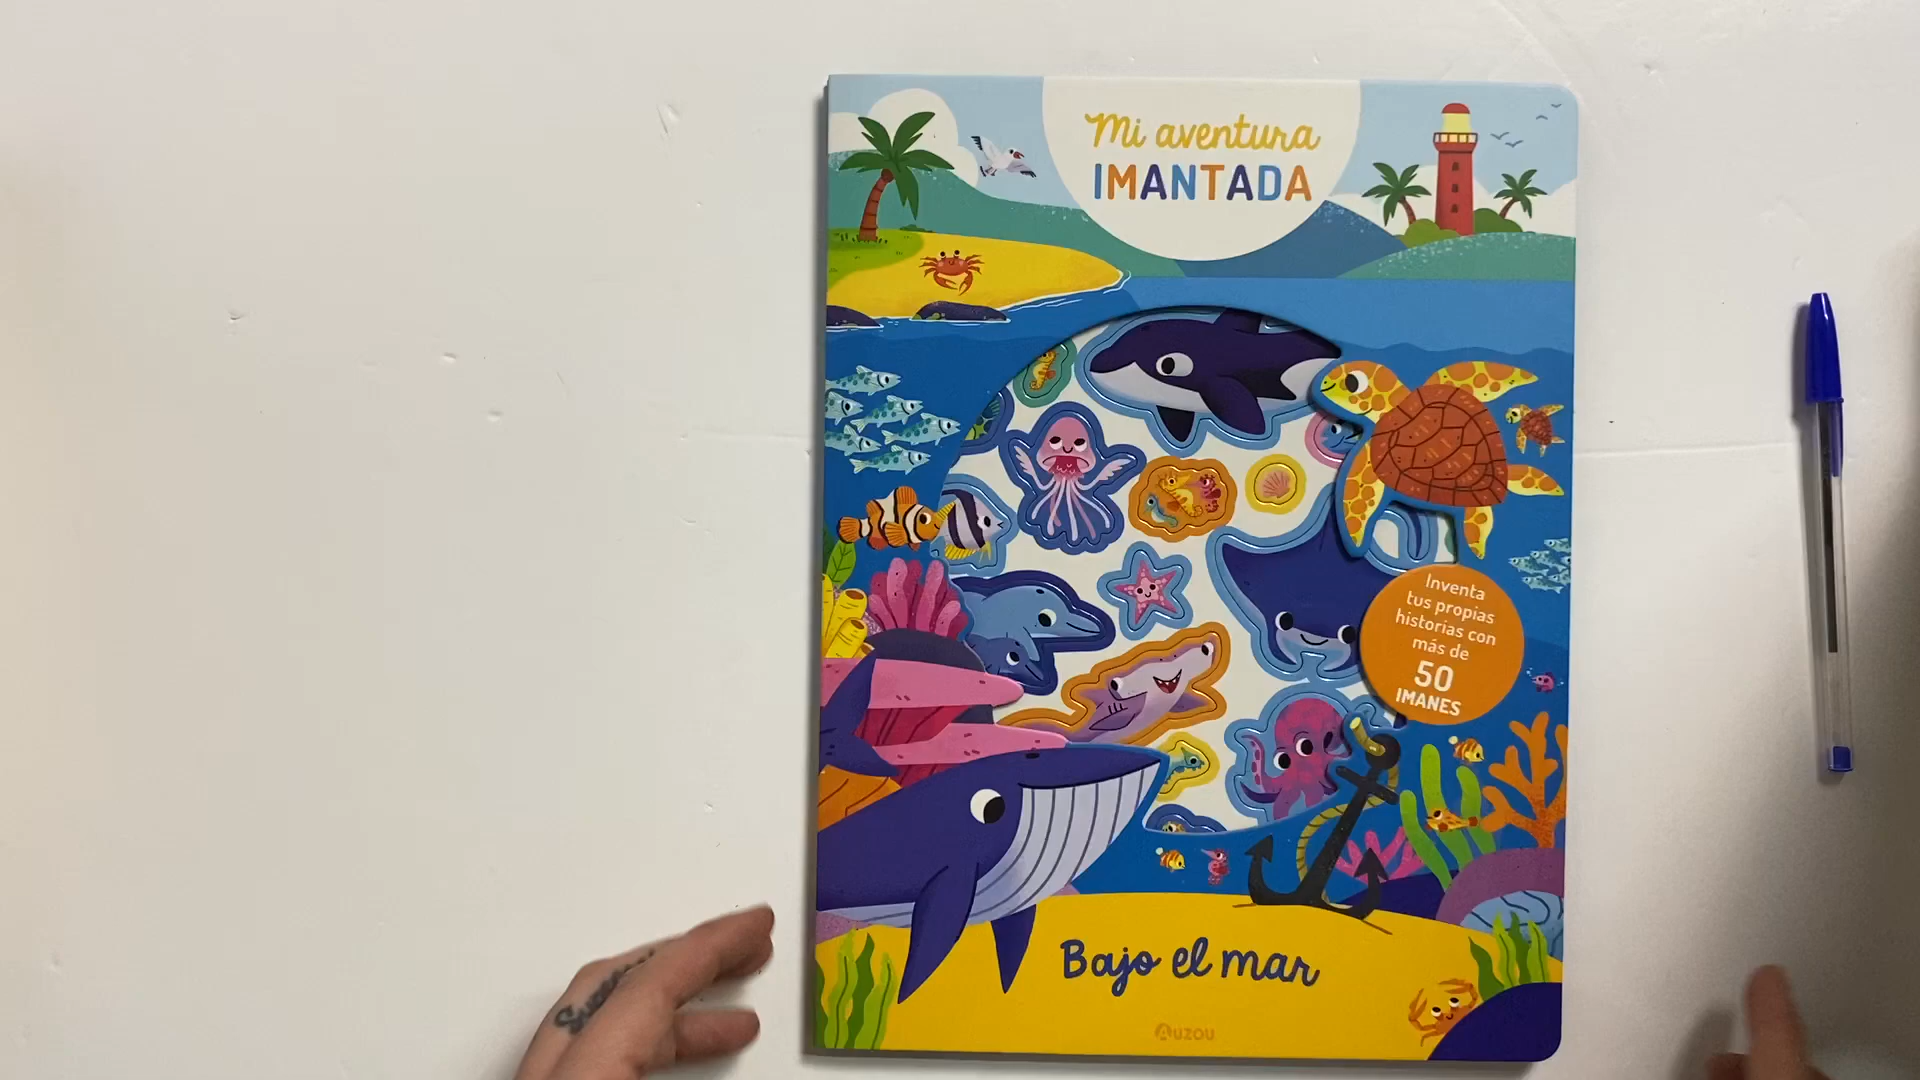 Mi aventura
IMANTADA
Inventa
tus propias
historias con
más de
50
IMANES
Bajo el mar
AUZOU